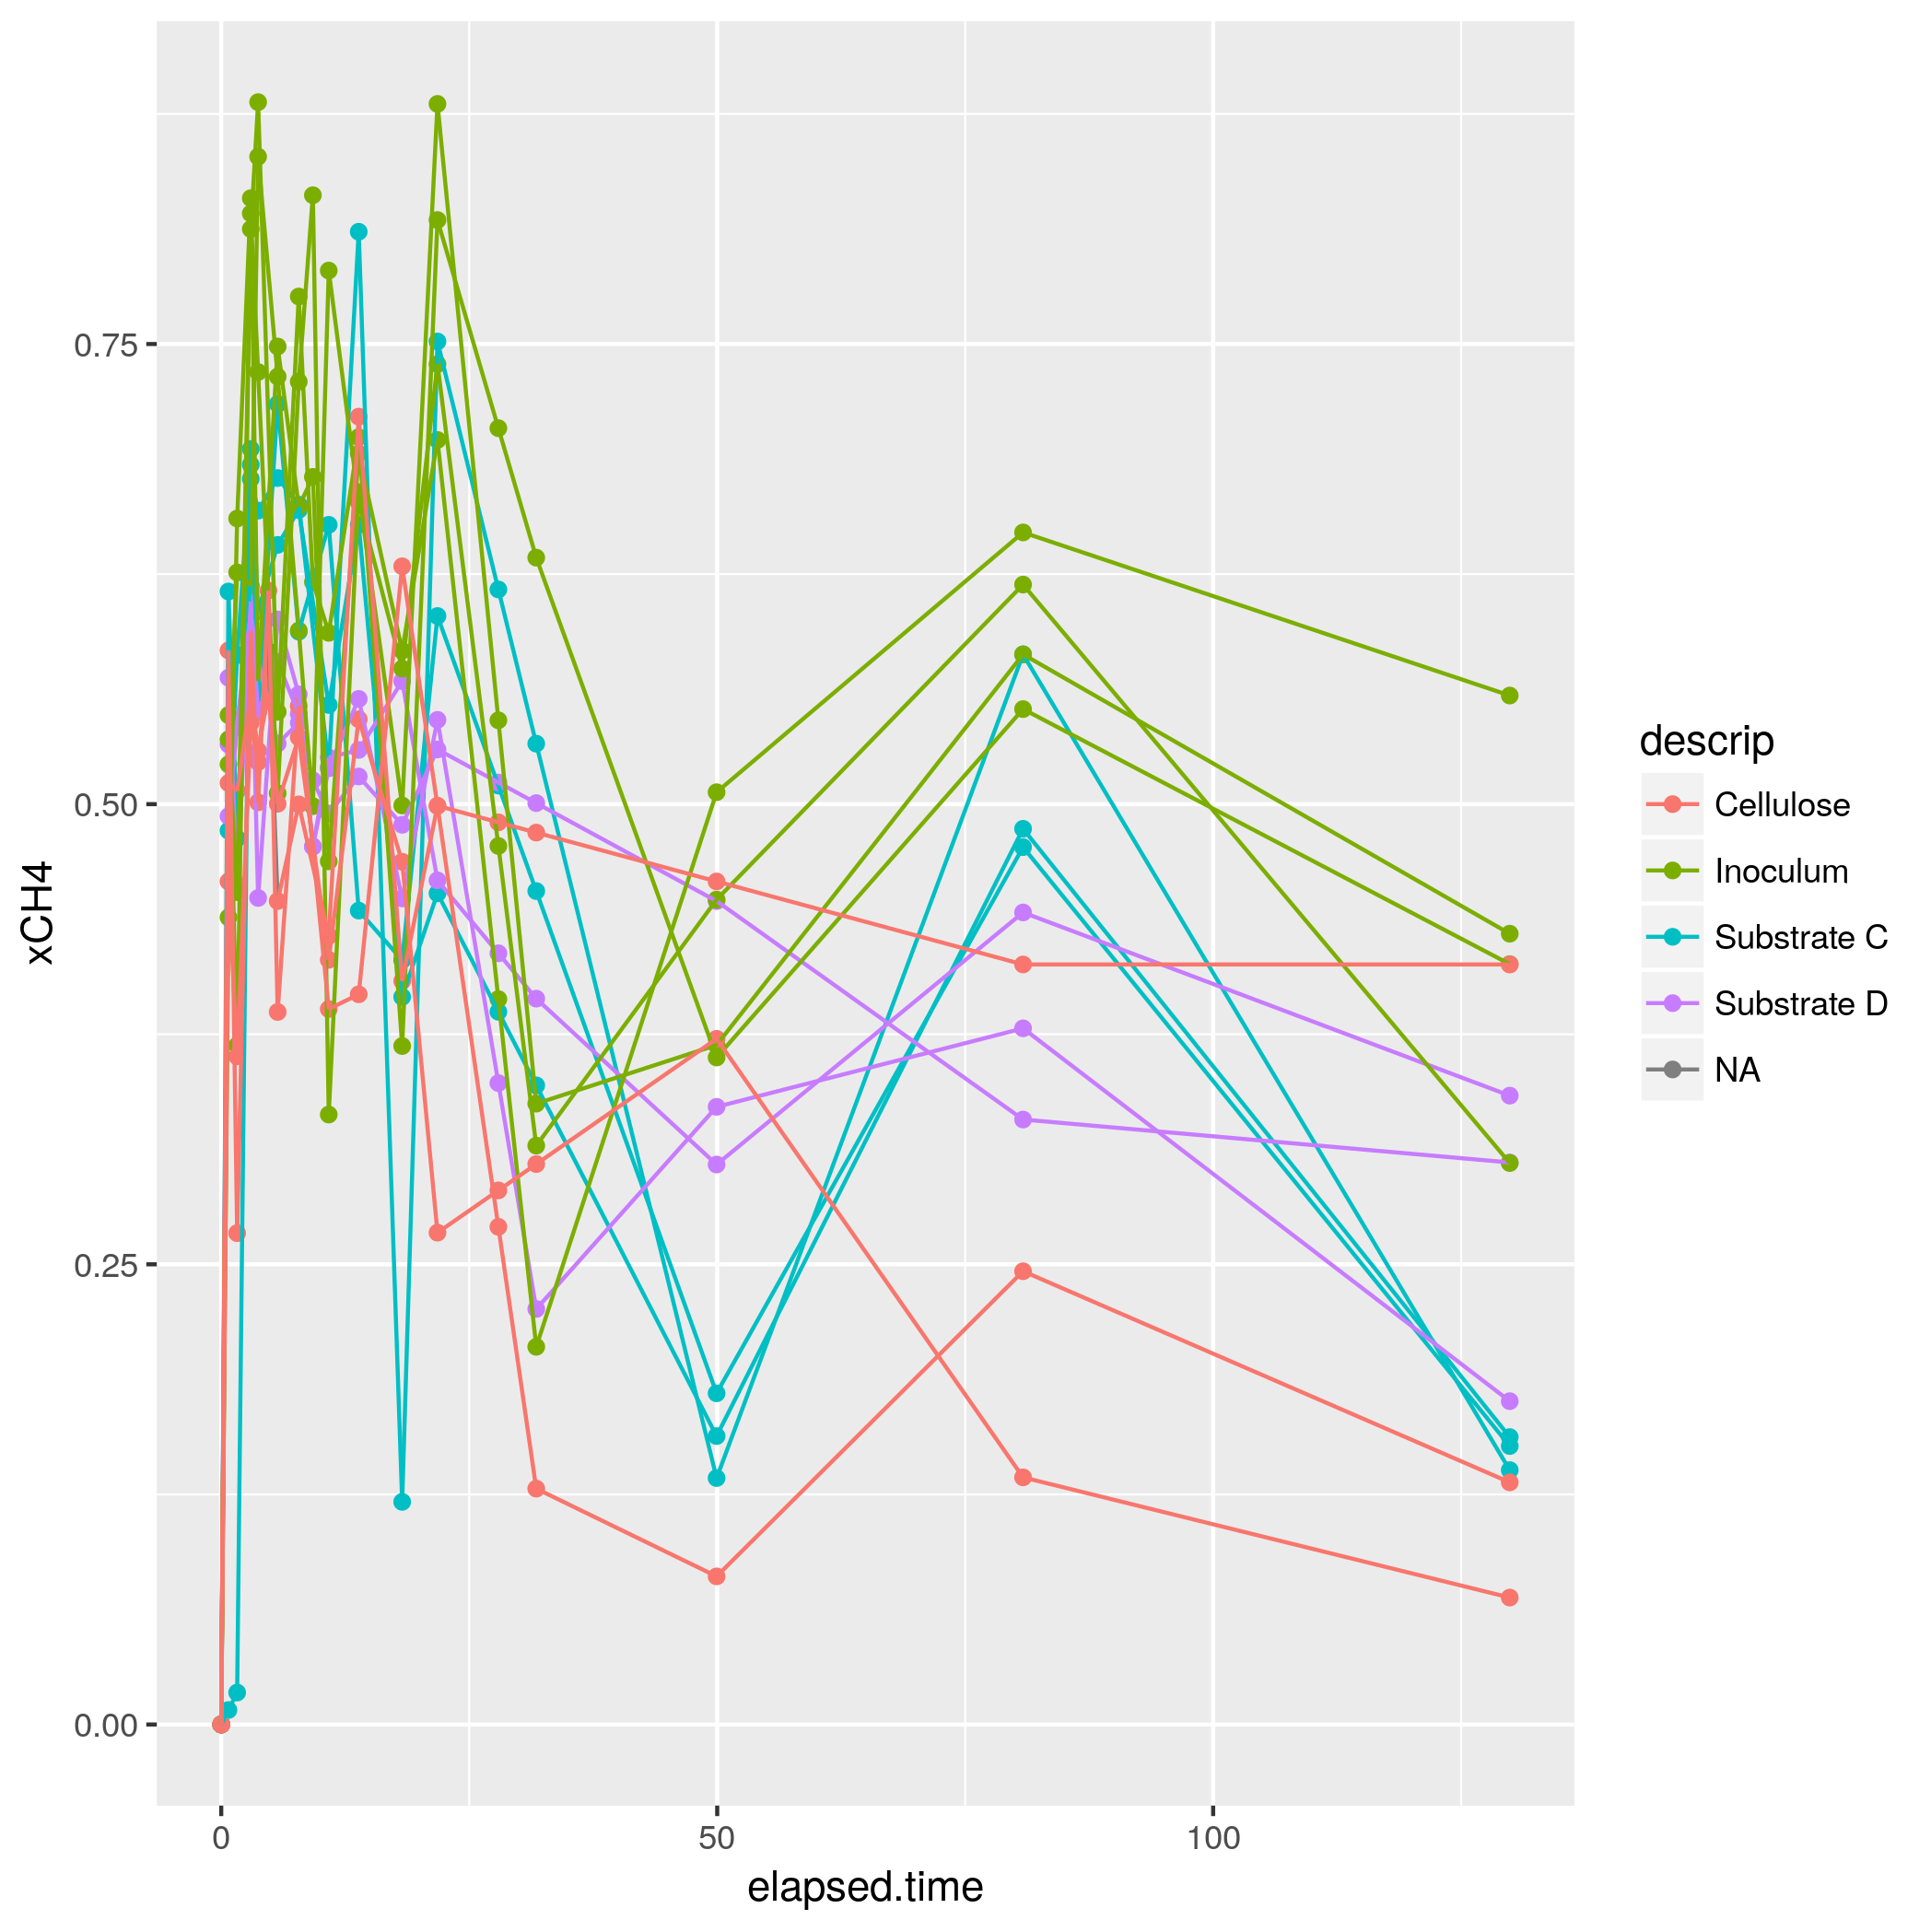 xCH4
0.75
0.50
0.25
0.00
0
50
100
elapsed.time
descrip
Cellulose
Inoculum
Substrate C
Substrate D
NA